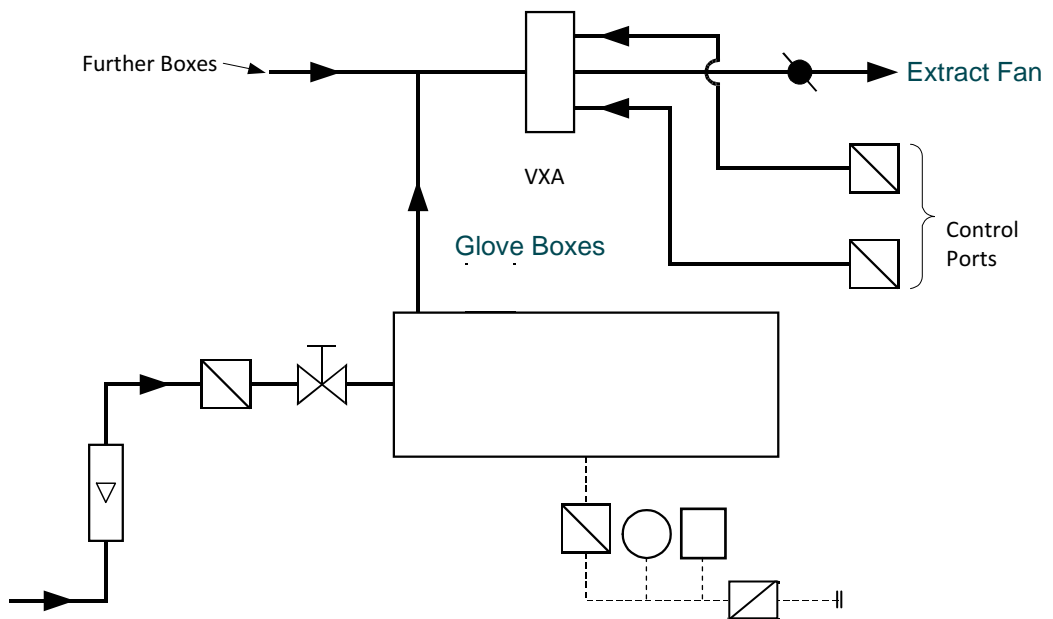 Further Boxes
Extract Fan
VXA
Glove Boxes
Control
Ports